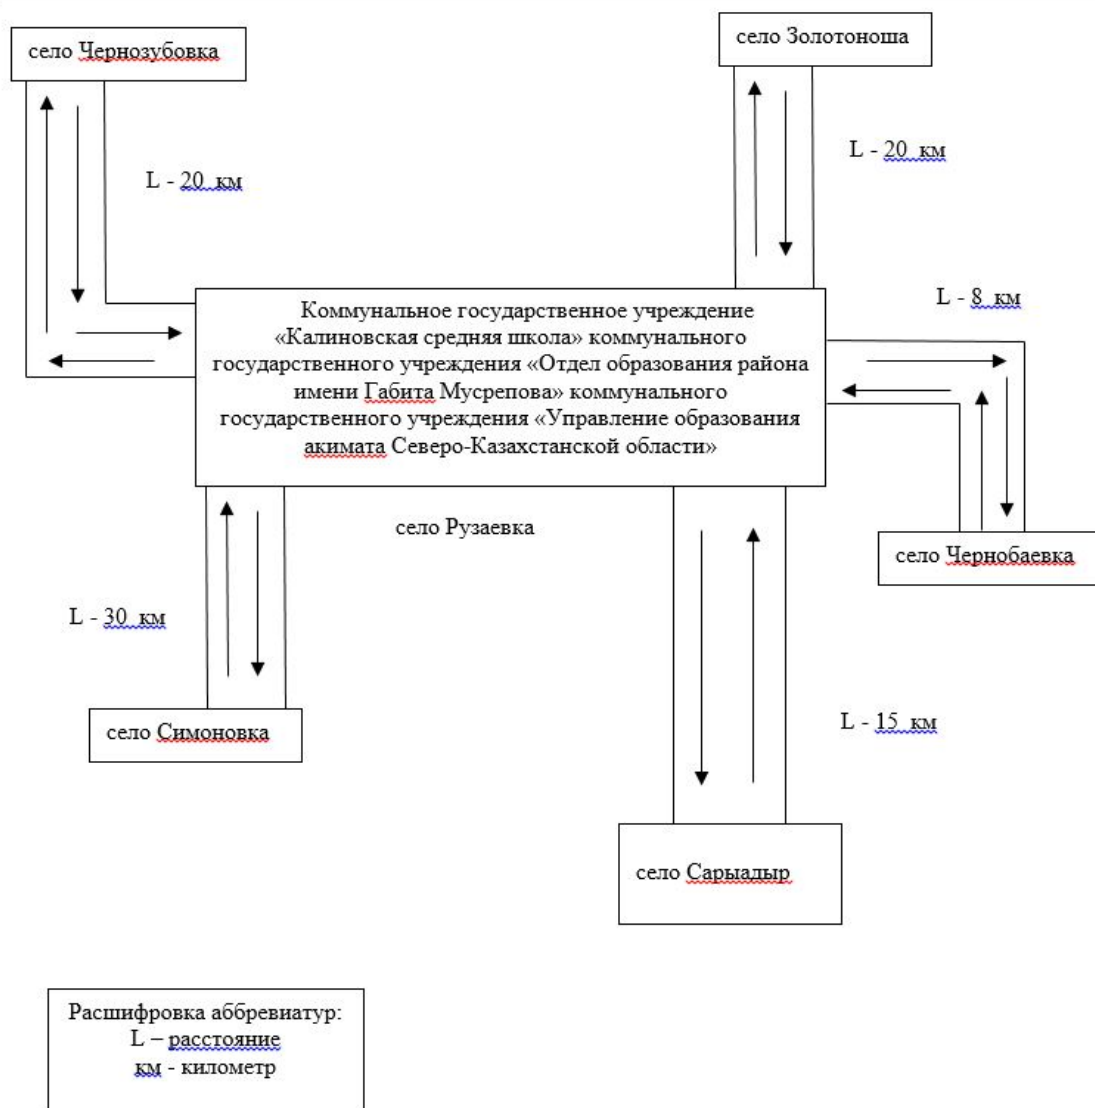 село Золотоноша
село Чернозубовка
L - 20  км
L - 20  км
L - 8  км
Коммунальное государственное учреждение
«Калиновская средняя школа» коммунального
государственного учреждения «Отдел образования района
имени Габита Мусрепова» коммунального
государственного учреждения «Управление образования
акимата Северо-Казахстанской области»
село Рузаевка
село Чернобаевка
L - 30  км
село Симоновка
L - 15  км
село Сарыадыр
Расшифровка аббревиатур:
L – расстояние
км - километр